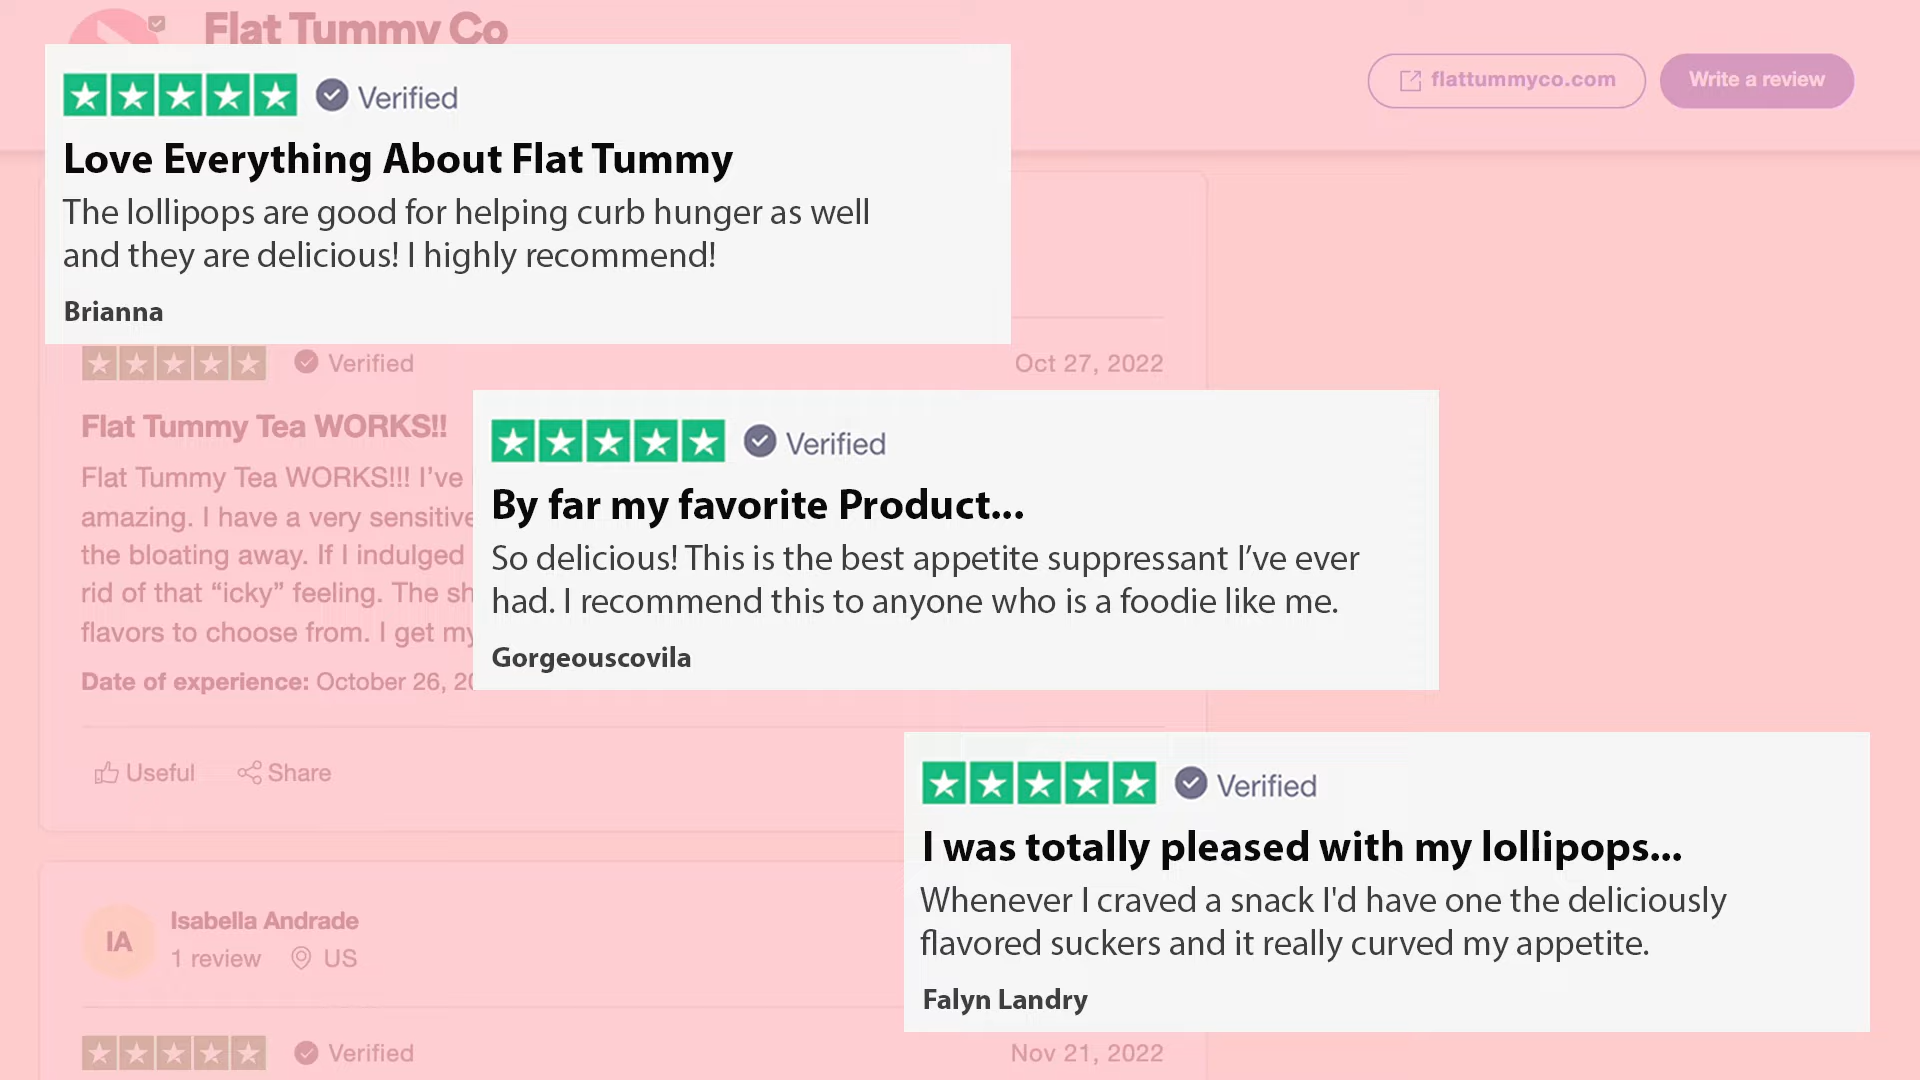 Flat Tummy Co
flattummyco.com
Write a review
Verified
Love Everything About Flat Tummy
The lollipops are good for helping curb hunger as well
and they are delicious! I highly recommend!
Brianna
Verified
Oct 27, 2022
Flat Tummy Tea WORKS!!
Flat Tummy Tea WORKS!!! I’ve
amazing. I have a very sensitive
the bloating away. If I indulged
rid of that “icky” feeling. The sh
flavors to choose from. I get my
Date of experience: October 26, 20
Useful
Share
Verified
By far my favorite Product...
So delicious! This is the best appetite suppressant I’ve ever
had. I recommend this to anyone who is a foodie like me.
Gorgeouscovila
Verified
I was totally pleased with my lollipops...
Whenever I craved a snack I'd have one the deliciously
flavored suckers and it really curved my appetite.
Falyn Landry
IA
Isabella Andrade
1 review
US
Verified
Nov 21, 2022